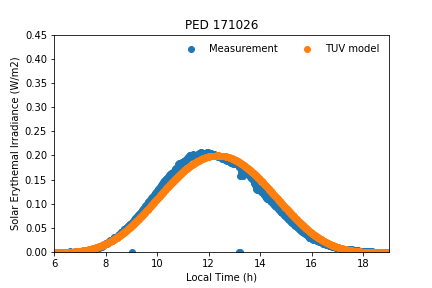 PED 171026
Measurement
TUV model
Solar Erythemal Irradiance (W/m2)
0.45
0.40
0.35
0.30
0.25
0.20
0.15
0.10
0.05
0.00
6 8 10 12 14 16 18
Local Time (h)